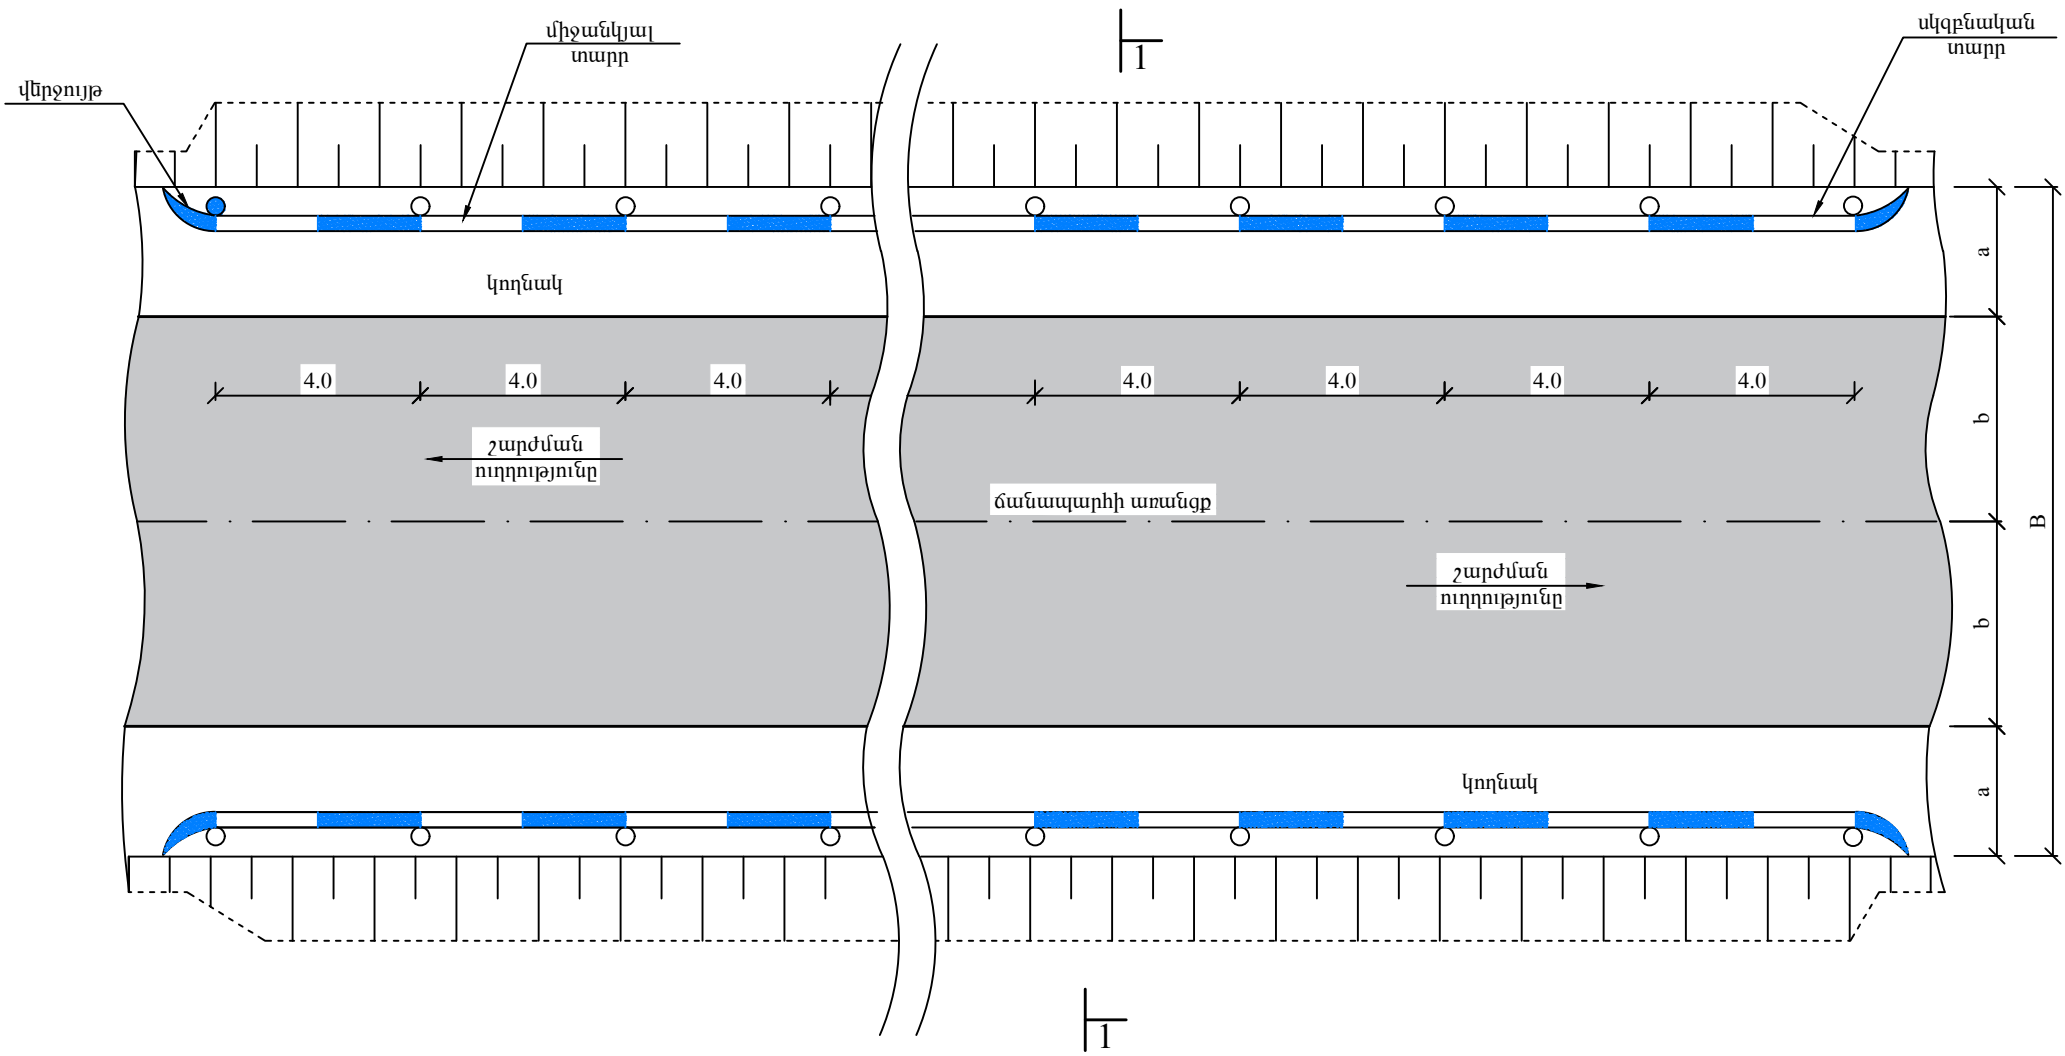 միջանկյալ
տարր
1
սկզբնական
տարր
վերջույթ
կողնակ
a
4.0
4.0
4.0
4.0
4.0
4.0
4.0
b
շարժման
ուղղությունը
ճանապարհի առանցք
B
շարժման
ուղղությունը
b
կողնակ
a
1